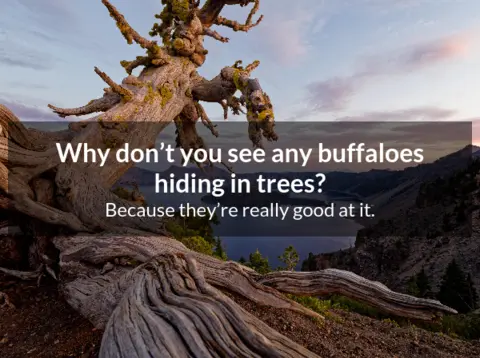 Why don't you see any buffaloes
hiding in trees?
Because they're really good at it.